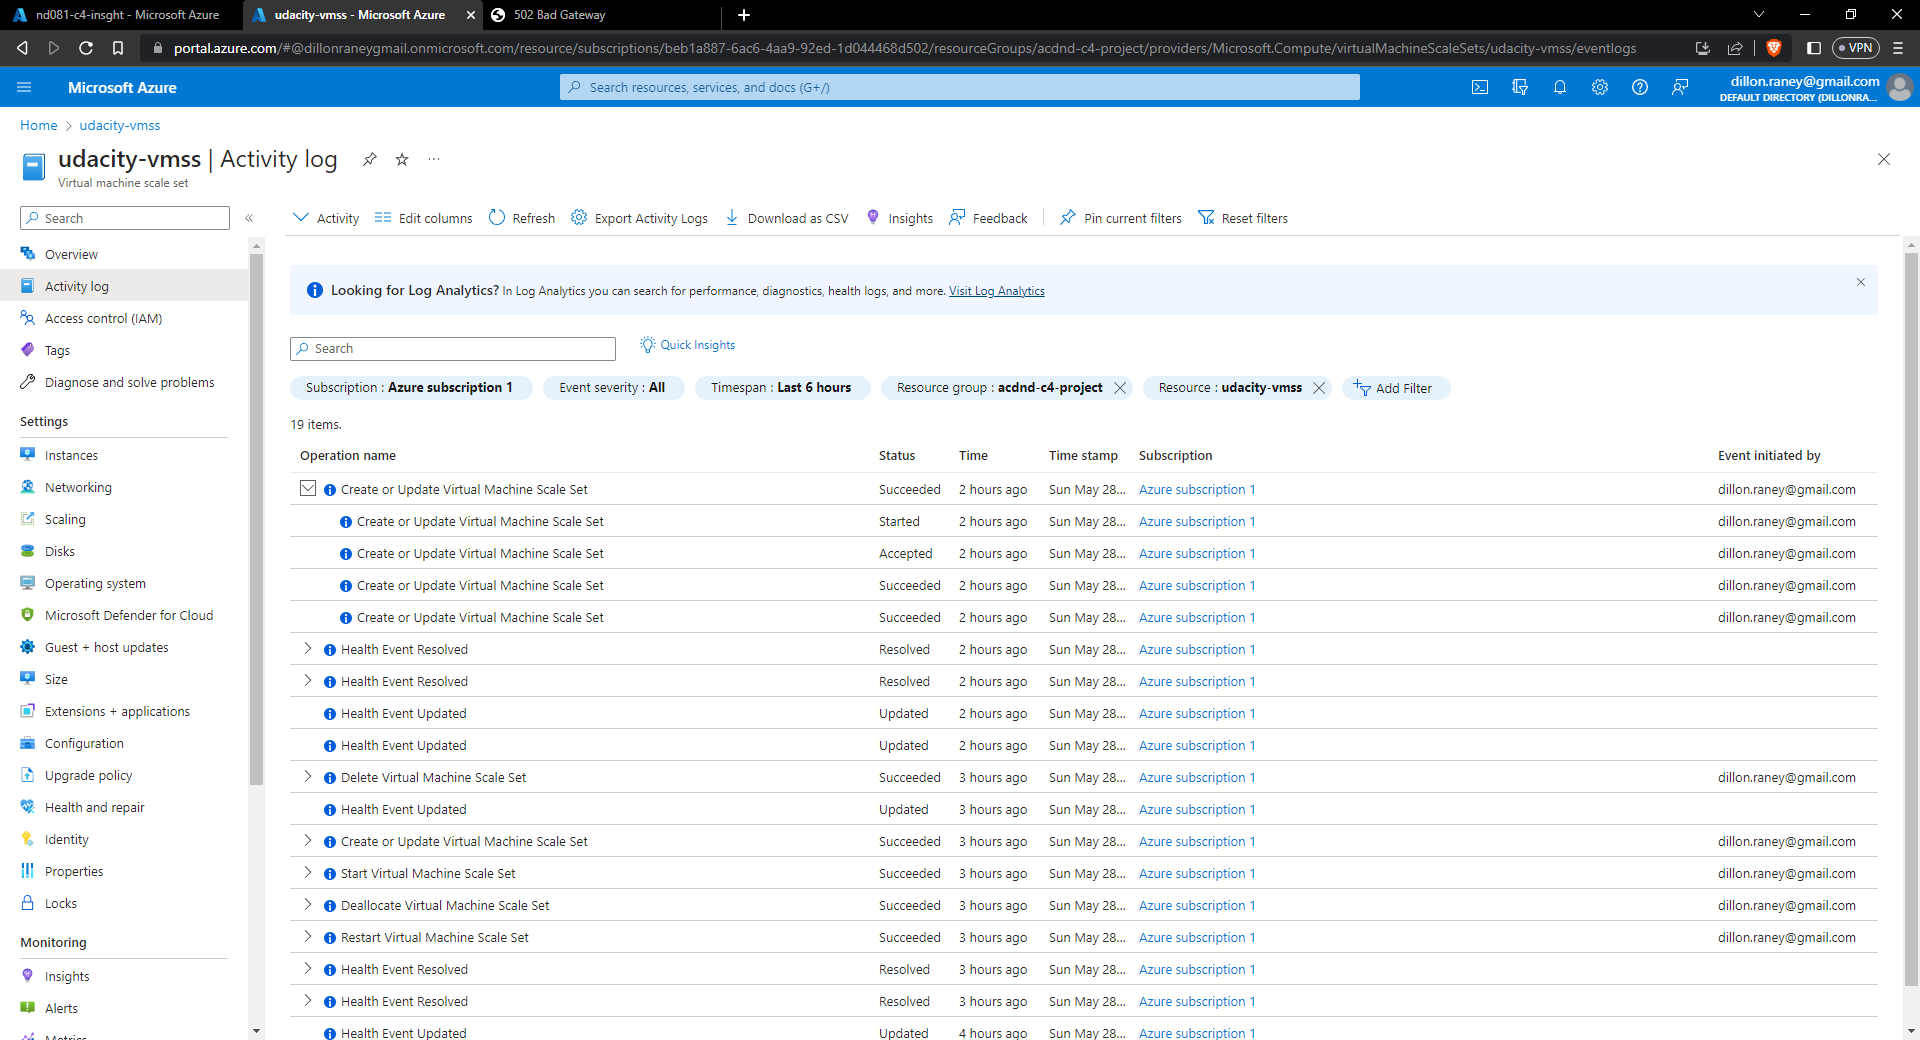 nd081-c4-insght - Microsoft Azure
udacity-vmss - Microsoft Azure
502 Bad Gateway
portal.azure.com/#@dillonraneygmail.onmicrosoft.com/resource/subscriptions/beb1a887-6ac6-4aa9-92ed-1d044468d502/resourceGroups/acdnd-c4-project/providers/Microsoft.Compute/virtualMachineScaleSets/udacity-vmss/eventlogs
VPN
Microsoft Azure
Search resources, services, and docs (G+/)
dillon.raney@gmail.com
DEFAULT DIRECTORY (DILLONRA...
Home > udacity-vmss
udacity-vmss | Activity log
Virtual machine scale set
Search
Overview
Activity log
Access control (IAM)
Tags
Diagnose and solve problems
Settings
Instances
Networking
Scaling
Disks
Operating system
Microsoft Defender for Cloud
Guest + host updates
Size
Extensions + applications
Configuration
Upgrade policy
Health and repair
Identity
Properties
Locks
Monitoring
Insights
Alerts
Metrics
Activity Edit columns Refresh Export Activity Logs Download as CSV Insights Feedback Pin current filters Reset filters
Looking for Log Analytics? In Log Analytics you can search for performance, diagnostics, health logs, and more. Visit Log Analytics
Search
Quick Insights
Subscription : Azure subscription 1
Event severity : All
Timespan : Last 6 hours
Resource group : acdnd-c4-project
Resource : udacity-vmss
Add Filter
19 items.
Operation name Status Time Time stamp Subscription Event initiated by
Create or Update Virtual Machine Scale Set Succeeded 2 hours ago Sun May 28... Azure subscription 1 dillon.raney@gmail.com
Create or Update Virtual Machine Scale Set Started 2 hours ago Sun May 28... Azure subscription 1 dillon.raney@gmail.com
Create or Update Virtual Machine Scale Set Accepted 2 hours ago Sun May 28... Azure subscription 1 dillon.raney@gmail.com
Create or Update Virtual Machine Scale Set Succeeded 2 hours ago Sun May 28... Azure subscription 1 dillon.raney@gmail.com
Create or Update Virtual Machine Scale Set Succeeded 2 hours ago Sun May 28... Azure subscription 1 dillon.raney@gmail.com
Health Event Resolved Resolved 2 hours ago Sun May 28... Azure subscription 1
Health Event Resolved Resolved 2 hours ago Sun May 28... Azure subscription 1
Health Event Updated Updated 2 hours ago Sun May 28... Azure subscription 1
Health Event Updated Updated 2 hours ago Sun May 28... Azure subscription 1
Delete Virtual Machine Scale Set Succeeded 3 hours ago Sun May 28... Azure subscription 1 dillon.raney@gmail.com
Health Event Updated Updated 3 hours ago Sun May 28... Azure subscription 1
Create or Update Virtual Machine Scale Set Succeeded 3 hours ago Sun May 28... Azure subscription 1 dillon.raney@gmail.com
Start Virtual Machine Scale Set Succeeded 3 hours ago Sun May 28... Azure subscription 1 dillon.raney@gmail.com
Deallocate Virtual Machine Scale Set Succeeded 3 hours ago Sun May 28... Azure subscription 1 dillon.raney@gmail.com
Restart Virtual Machine Scale Set Succeeded 3 hours ago Sun May 28... Azure subscription 1 dillon.raney@gmail.com
Health Event Resolved Resolved 3 hours ago Sun May 28... Azure subscription 1
Health Event Resolved Resolved 3 hours ago Sun May 28... Azure subscription 1
Health Event Updated Updated 4 hours ago Sun May 28... Azure subscription 1